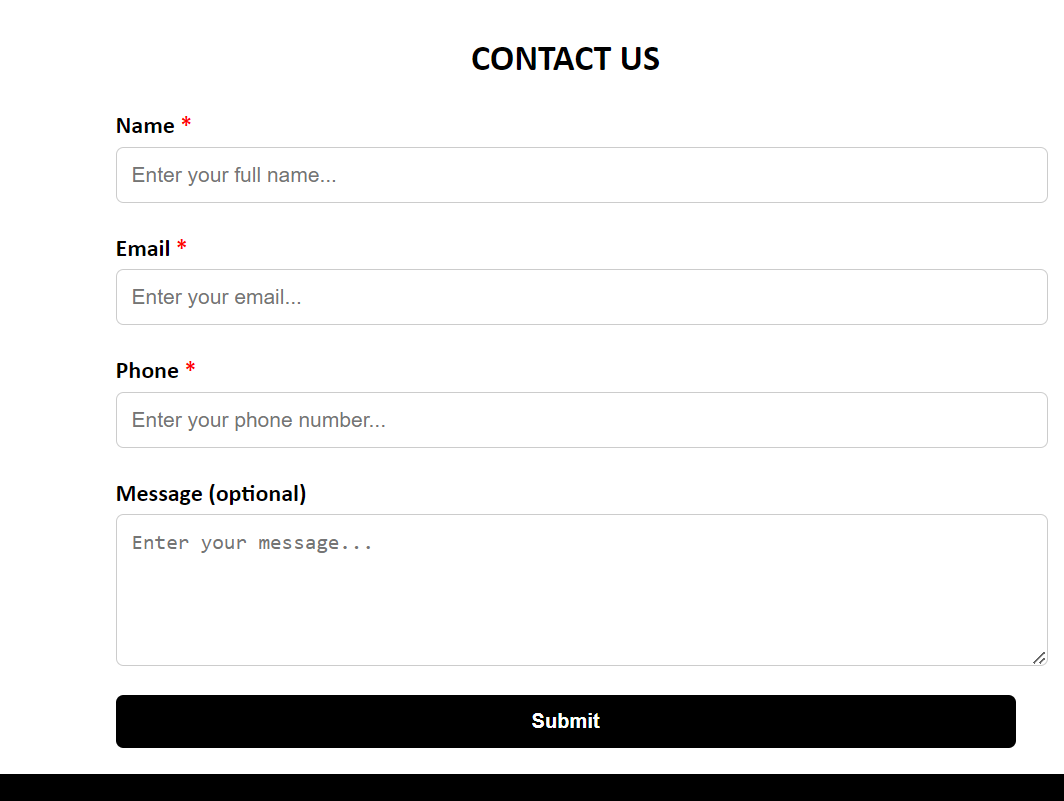 CONTACT US
Name *
Enter your full name...
Email *
Enter your email...
Phone *
Enter your phone number...
Message (optional)
Enter your message...
Submit